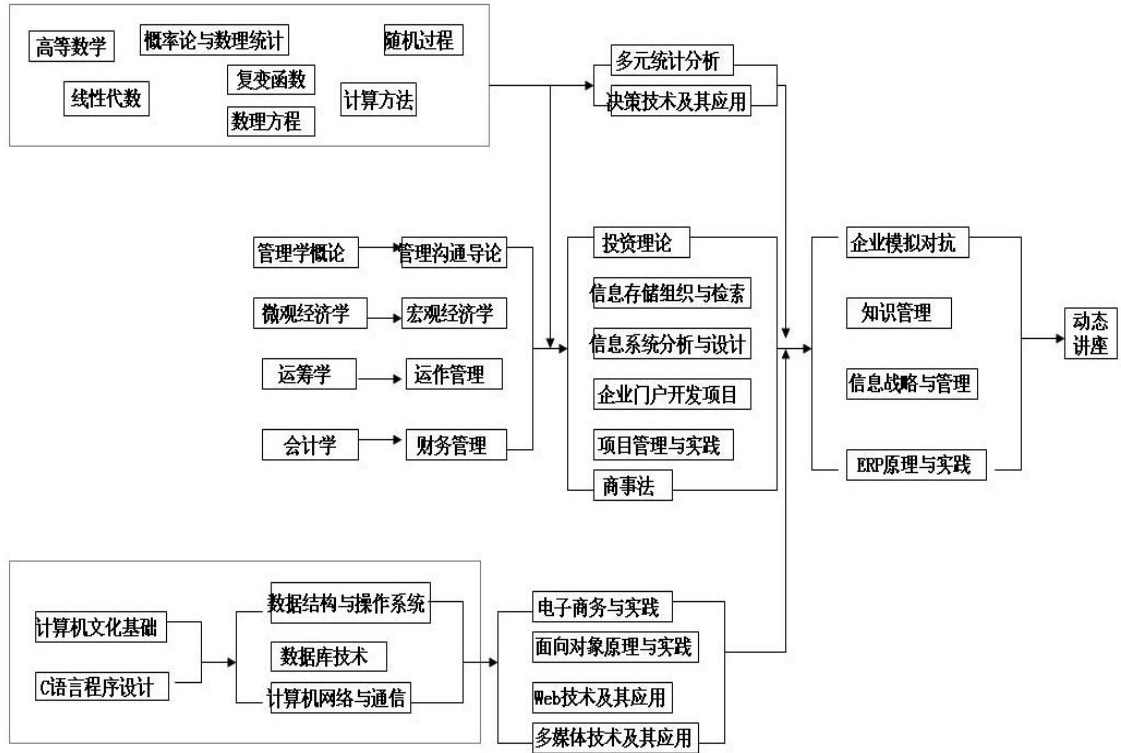 高等数学
概率论与数理统计
随机过程
线性代数
复变函数
计算方法
数理方程
多元统计分析
决策技术及其应用
管理学概论
管理沟通导论
微观经济学
宏观经济学
运筹学
运作管理
会计学
财务管理
投资理论
信息存储组织与检索
信息系统分析与设计
企业门户开发项目
项目管理与实践
商事法
企业模拟对抗
知识管理
信息战略与管理
ERP原理与实践
动态
讲座
计算机文化基础
C语言程序设计
数据结构与操作系统
数据库技术
计算机网络与通信
电子商务与实践
面向对象原理与实践
Web技术及其应用
多媒体技术及其应用